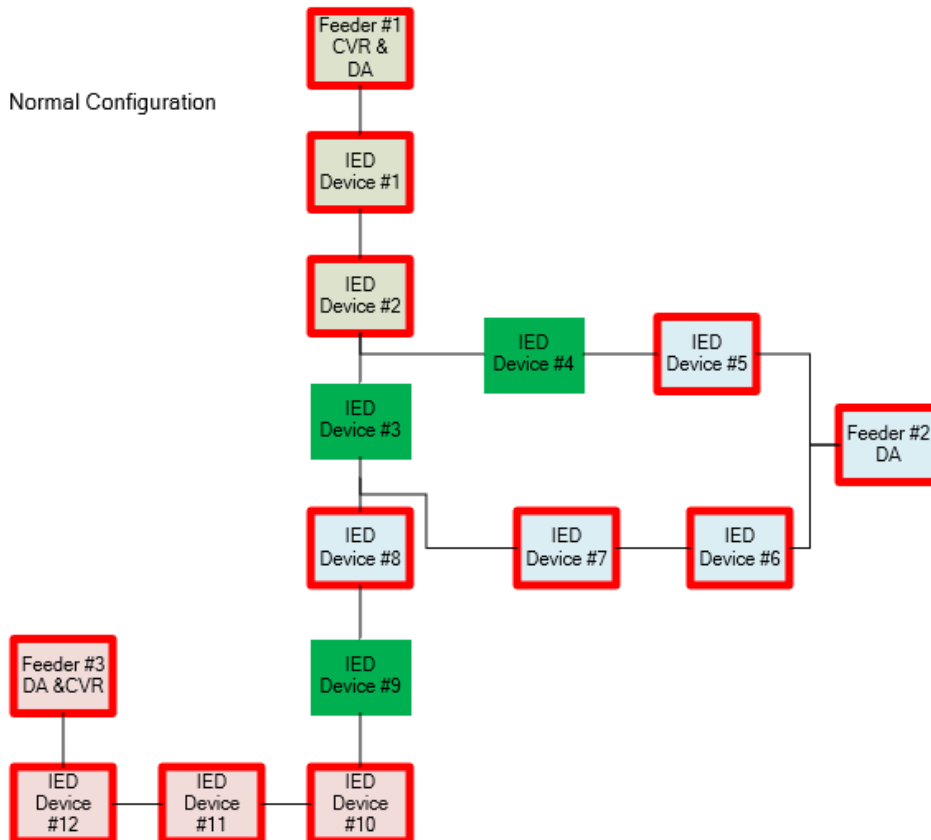 Feeder #1
CVR &
DA
Normal Configuration
IED
Device #1
IED
Device #2
IED
Device #4
IED
Device #5
IED
Device #3
Feeder #2
DA
IED
Device #8
IED
Device #7
IED
Device #6
Feeder #3
DA &CVR
IED
Device #9
IED
Device
#12
IED
Device
#11
IED
Device
#10